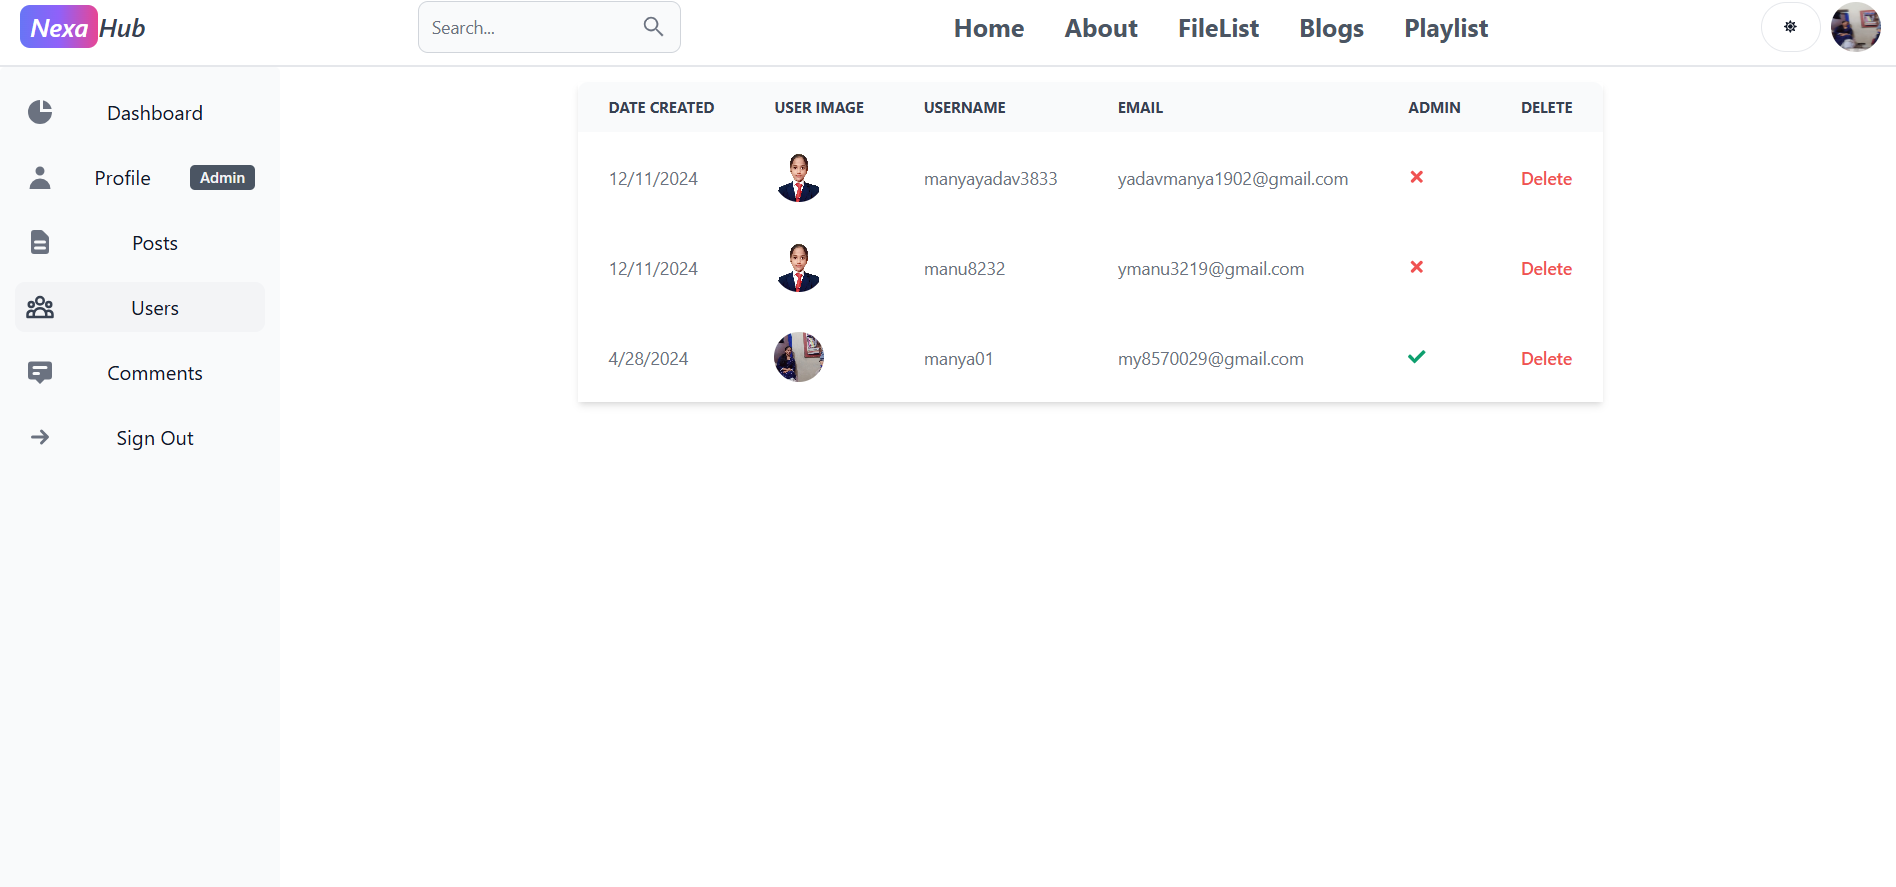 Nexa Hub Search... Home About FileList Blogs Playlist
Dashboard
Profile Admin
Posts
Users
Comments
Sign Out
DATE CREATED USER IMAGE USERNAME EMAIL ADMIN DELETE
12/11/2024 manyayadav3833 yadavmanya1902@gmail.com Delete
12/11/2024 manu8232 ymanu3219@gmail.com Delete
4/28/2024 manya01 my8570029@gmail.com Delete